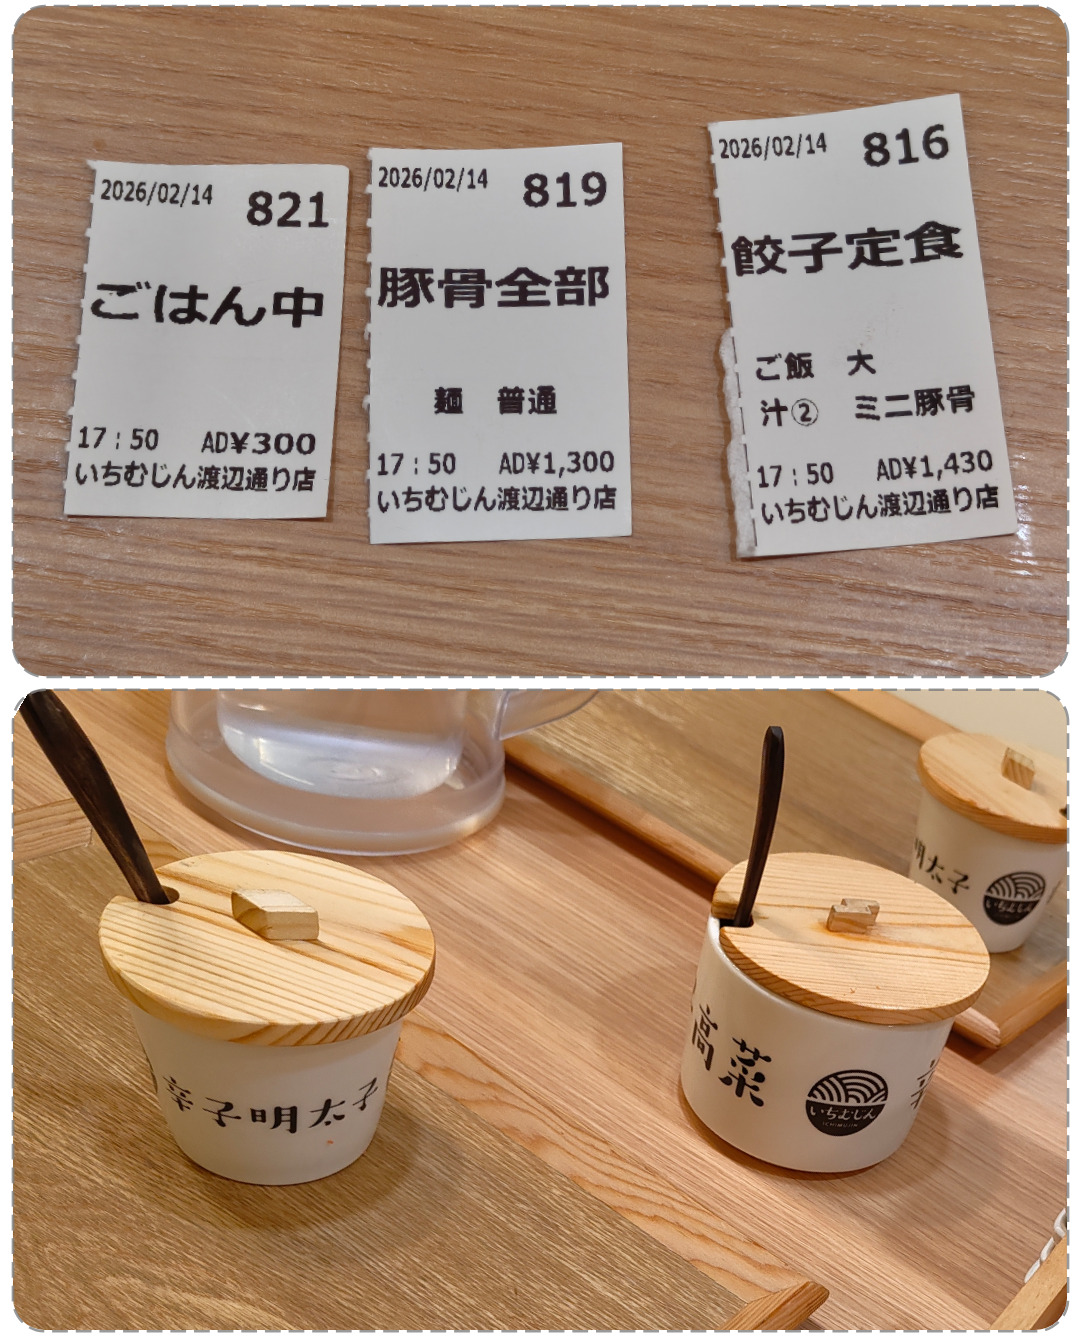 2026/02/14 821
ごはん中
17:50 AD¥300
いちむじん渡辺通り店
2026/02/14 819
豚骨全部
麺 普通
17:50 AD¥1,300
いちむじん渡辺通り店
2026/02/14 816
餃子定食
ご飯 大
汁② ミニ豚骨
17:50 AD¥1,430
いちむじん渡辺通り店
辛子明太子
高菜
いちむじん
ICHIMUJIN
明太子
いちむじん